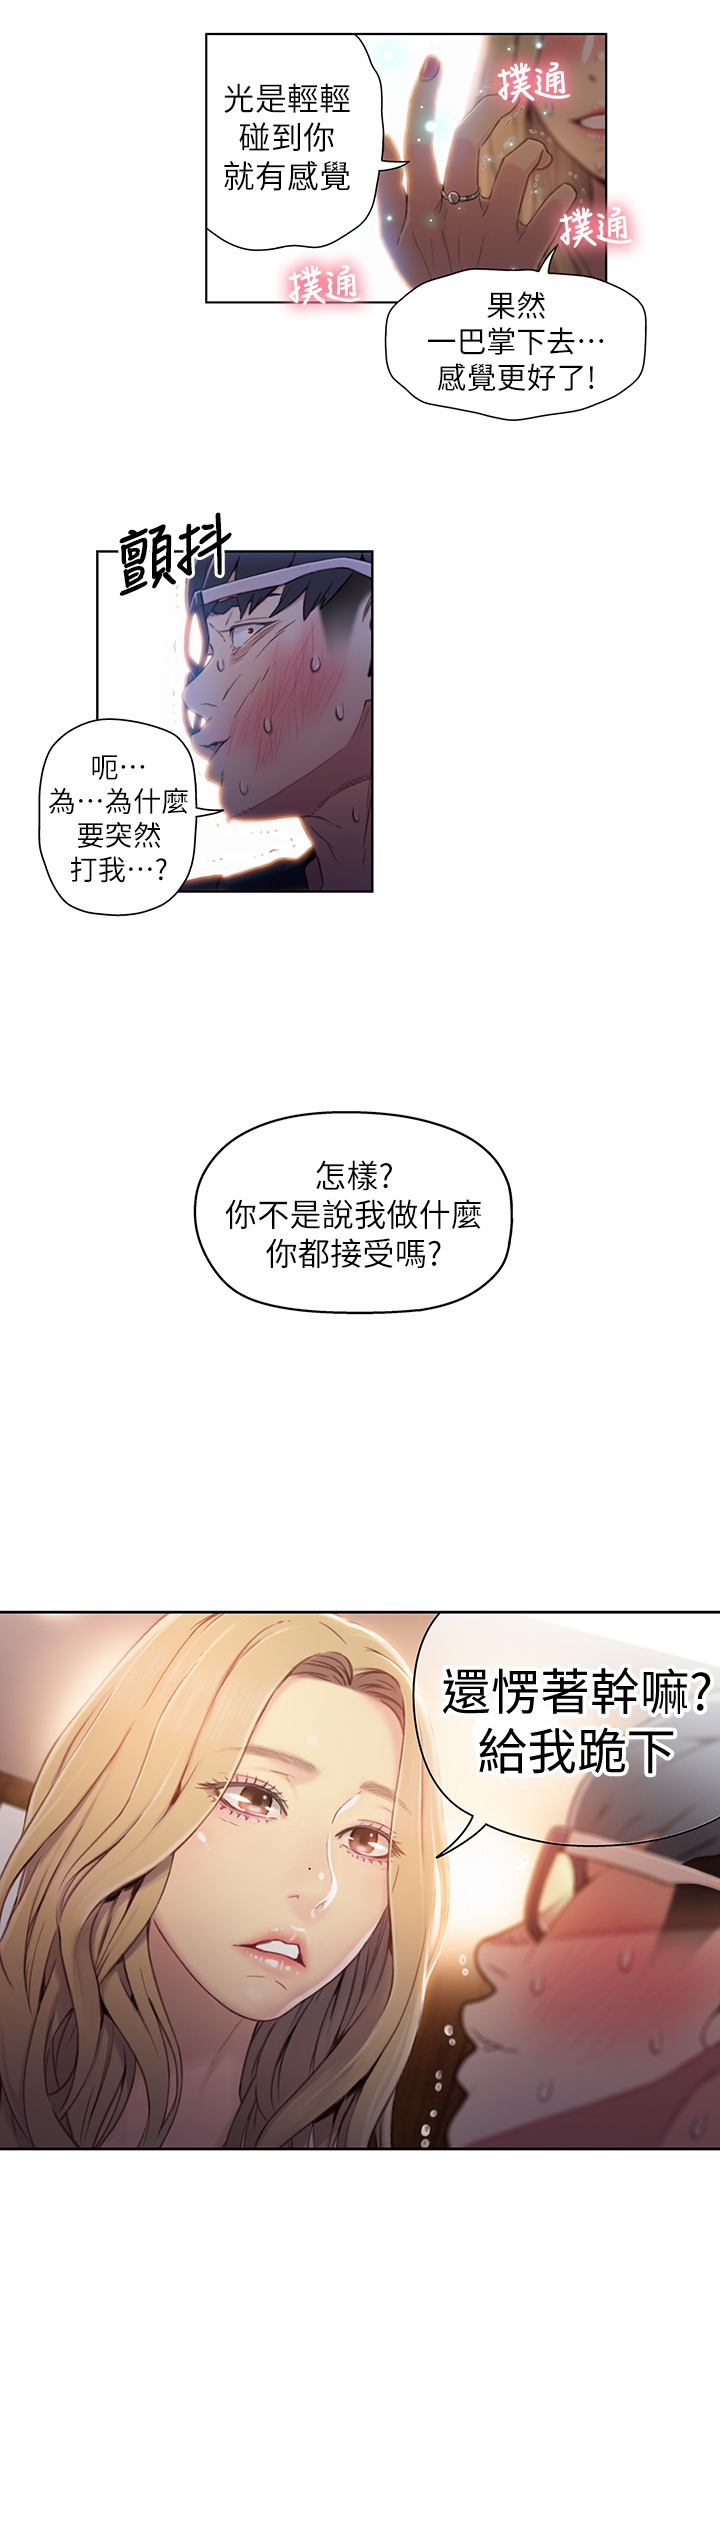 撲通
光是輕輕
碰到你
就有感覺
撲通
撲通
果然
一巴掌下去…
感覺更好了!
顫抖
呃…
為…為什麼
要突然
打我…?
怎樣?
你不是說我做什麼
你都接受嗎?
還愣著幹嘛?
給我跪下